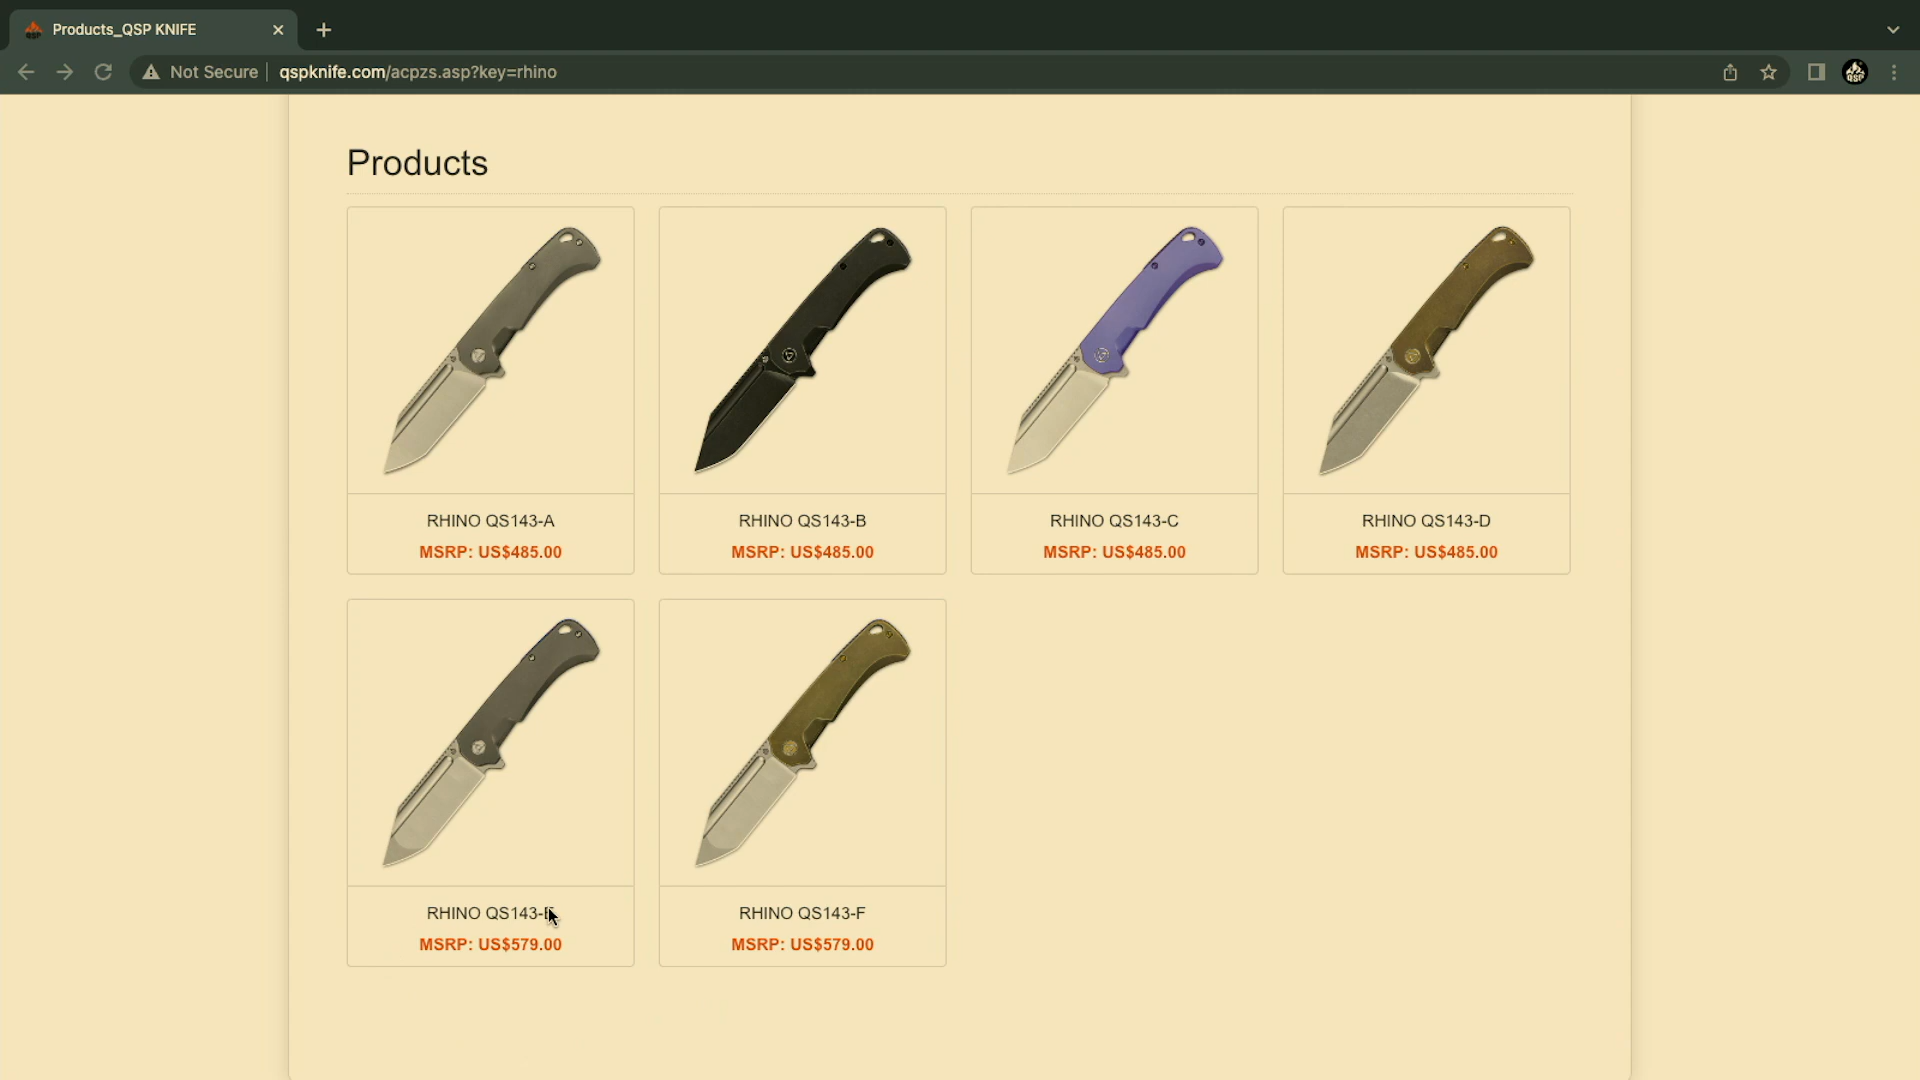 Products_QSP KNIFE
Not Secure
qspknife.com/acpzs.asp?key=rhino
Products
RHINO QS143-A
MSRP: US$485.00
RHINO QS143-B
MSRP: US$485.00
RHINO QS143-C
MSRP: US$485.00
RHINO QS143-D
MSRP: US$485.00
RHINO QS143-E
MSRP: US$579.00
RHINO QS143-F
MSRP: US$579.00